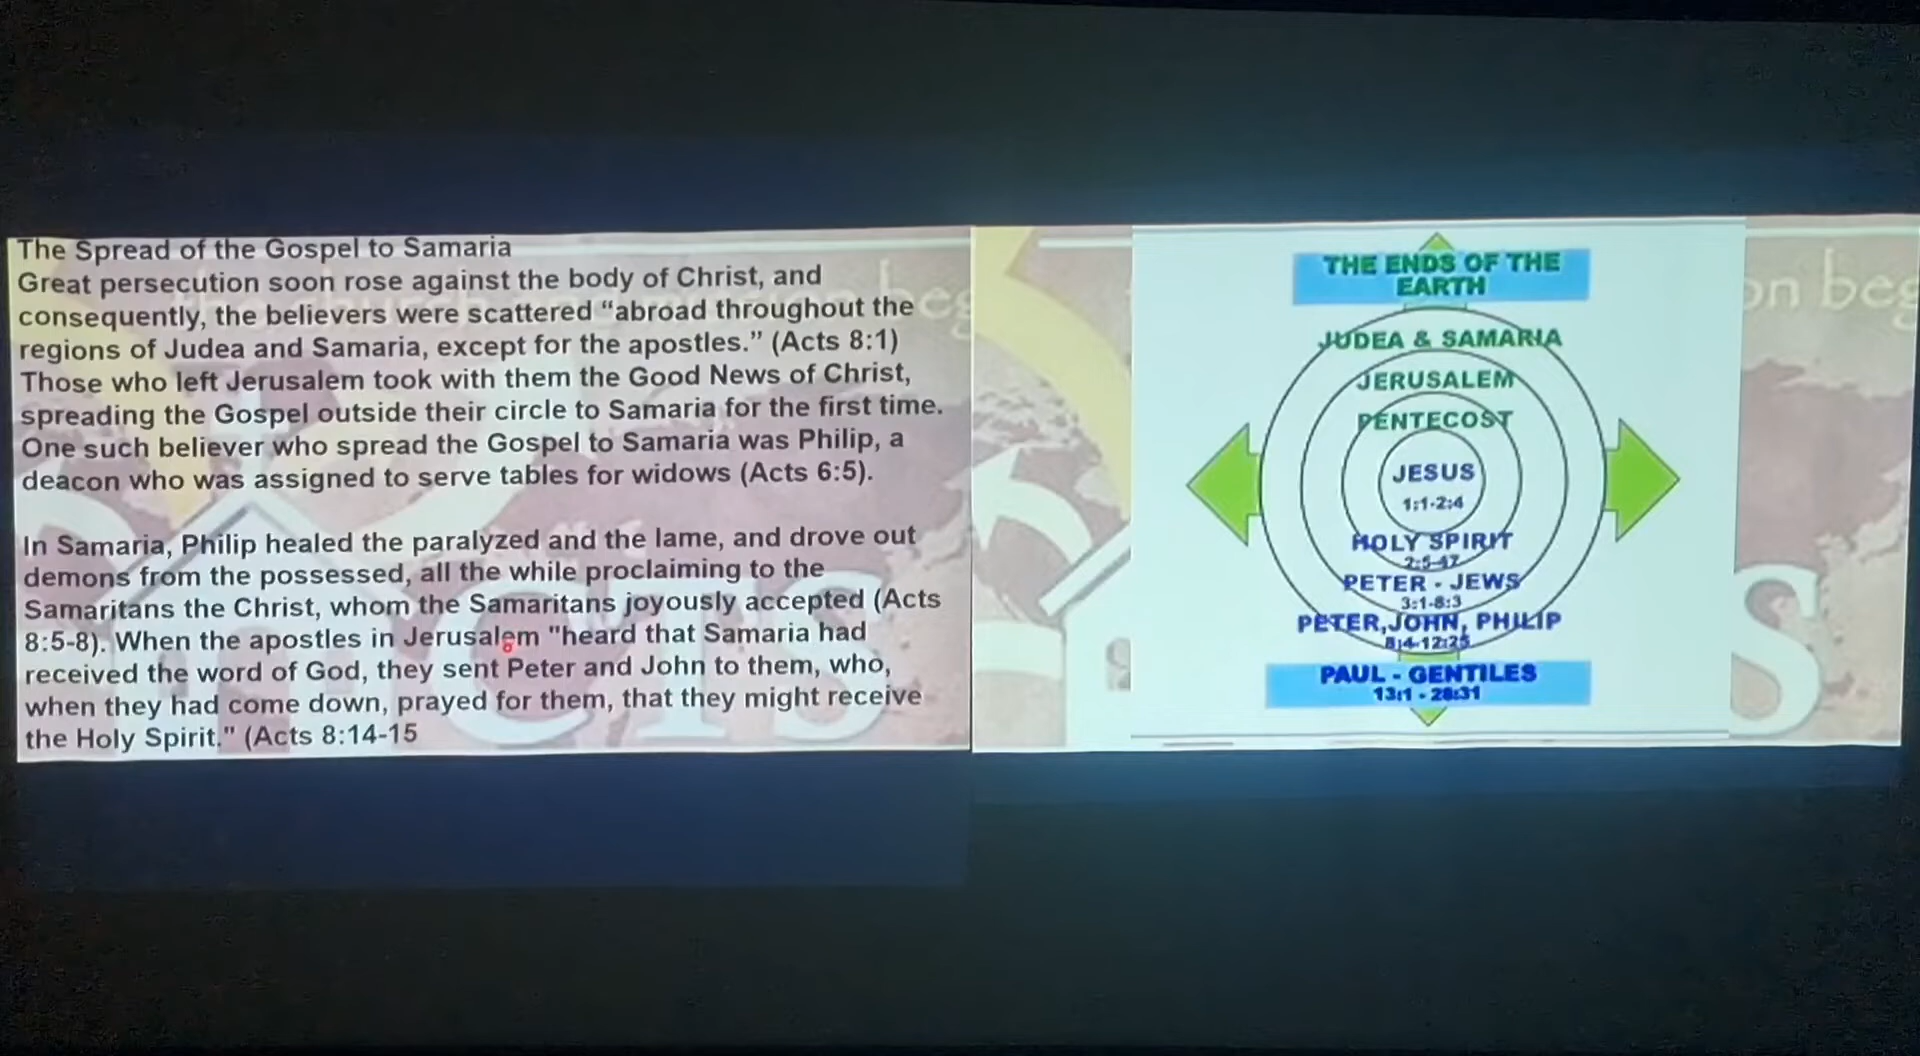 The Spread of the Gospel to Samaria
Great persecution soon rose against the body of Christ, and
consequently, the believers were scattered “abroad throughout the
regions of Judea and Samaria, except for the apostles.” (Acts 8:1)
Those who left Jerusalem took with them the Good News of Christ,
spreading the Gospel outside their circle to Samaria for the first time.
One such believer who spread the Gospel to Samaria was Philip, a
deacon who was assigned to serve tables for widows (Acts 6:5).
In Samaria, Philip healed the paralyzed and the lame, and drove out
demons from the possessed, all the while proclaiming to the
Samaritans the Christ, whom the Samaritans joyously accepted (Acts
8:5-8). When the apostles in Jerusalem "heard that Samaria had
received the word of God, they sent Peter and John to them, who,
when they had come down, prayed for them, that they might receive
the Holy Spirit." (Acts 8:14-15
THE ENDS OF THE
EARTH
JUDEA & SAMARIA
JERUSALEM
PENTECOST
JESUS
1:1-2:4
HOLY SPIRIT
2:5-47
PETER - JEWS
3:1-8:3
PETER,JOHN, PHILIP
8:4-12:25
PAUL - GENTILES
13:1 - 28:31